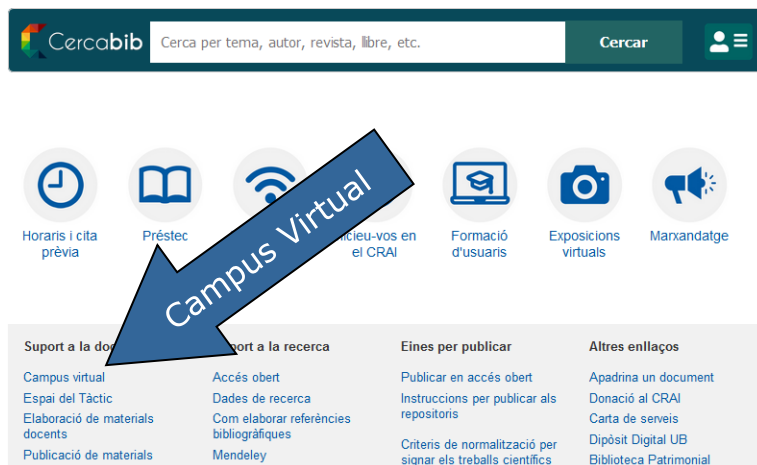 Cercabib
Cerca per tema, autor, revista, llibre, etc.
Cercar
Horaris i cita
prèvia
Préstec
el CRAI
Formació
d'usuaris
Exposicions
virtuals
Marxandatge
Campus Virtual
Suport a la
Campus virtual
Espai del Tàctic
Elaboració de materials
docents
Publicació de materials
a la recerca
Accés obert
Dades de recerca
Com elaborar referències
bibliogràfiques
Mendeley
Eines per publicar
Publicar en accés obert
Instruccions per publicar als
repositoris
Criteris de normalització per
signar els treballs científics
Altres enllaços
Apadrina un document
Donació al CRAI
Carta de serveis
Dipòsit Digital UB
Biblioteca Patrimonial